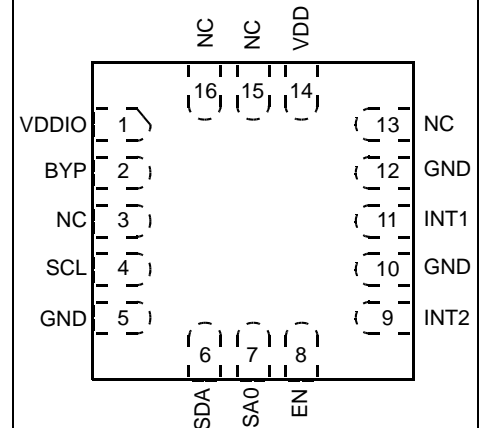 NC NC VDD
16 15 14
VDDIO 1 13 NC
BYP 2 12 GND
NC 3 11 INT1
SCL 4 10 GND
GND 5 9 INT2
6 7 8
SDA SA0 EN